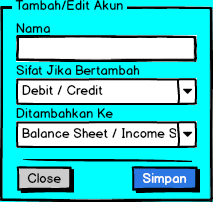 Tambah/Edit Akun
Nama
Sifat Jika Bertambah
Debit / Credit
Ditambahkan Ke
Balance Sheet / Income S
Close
Simpan